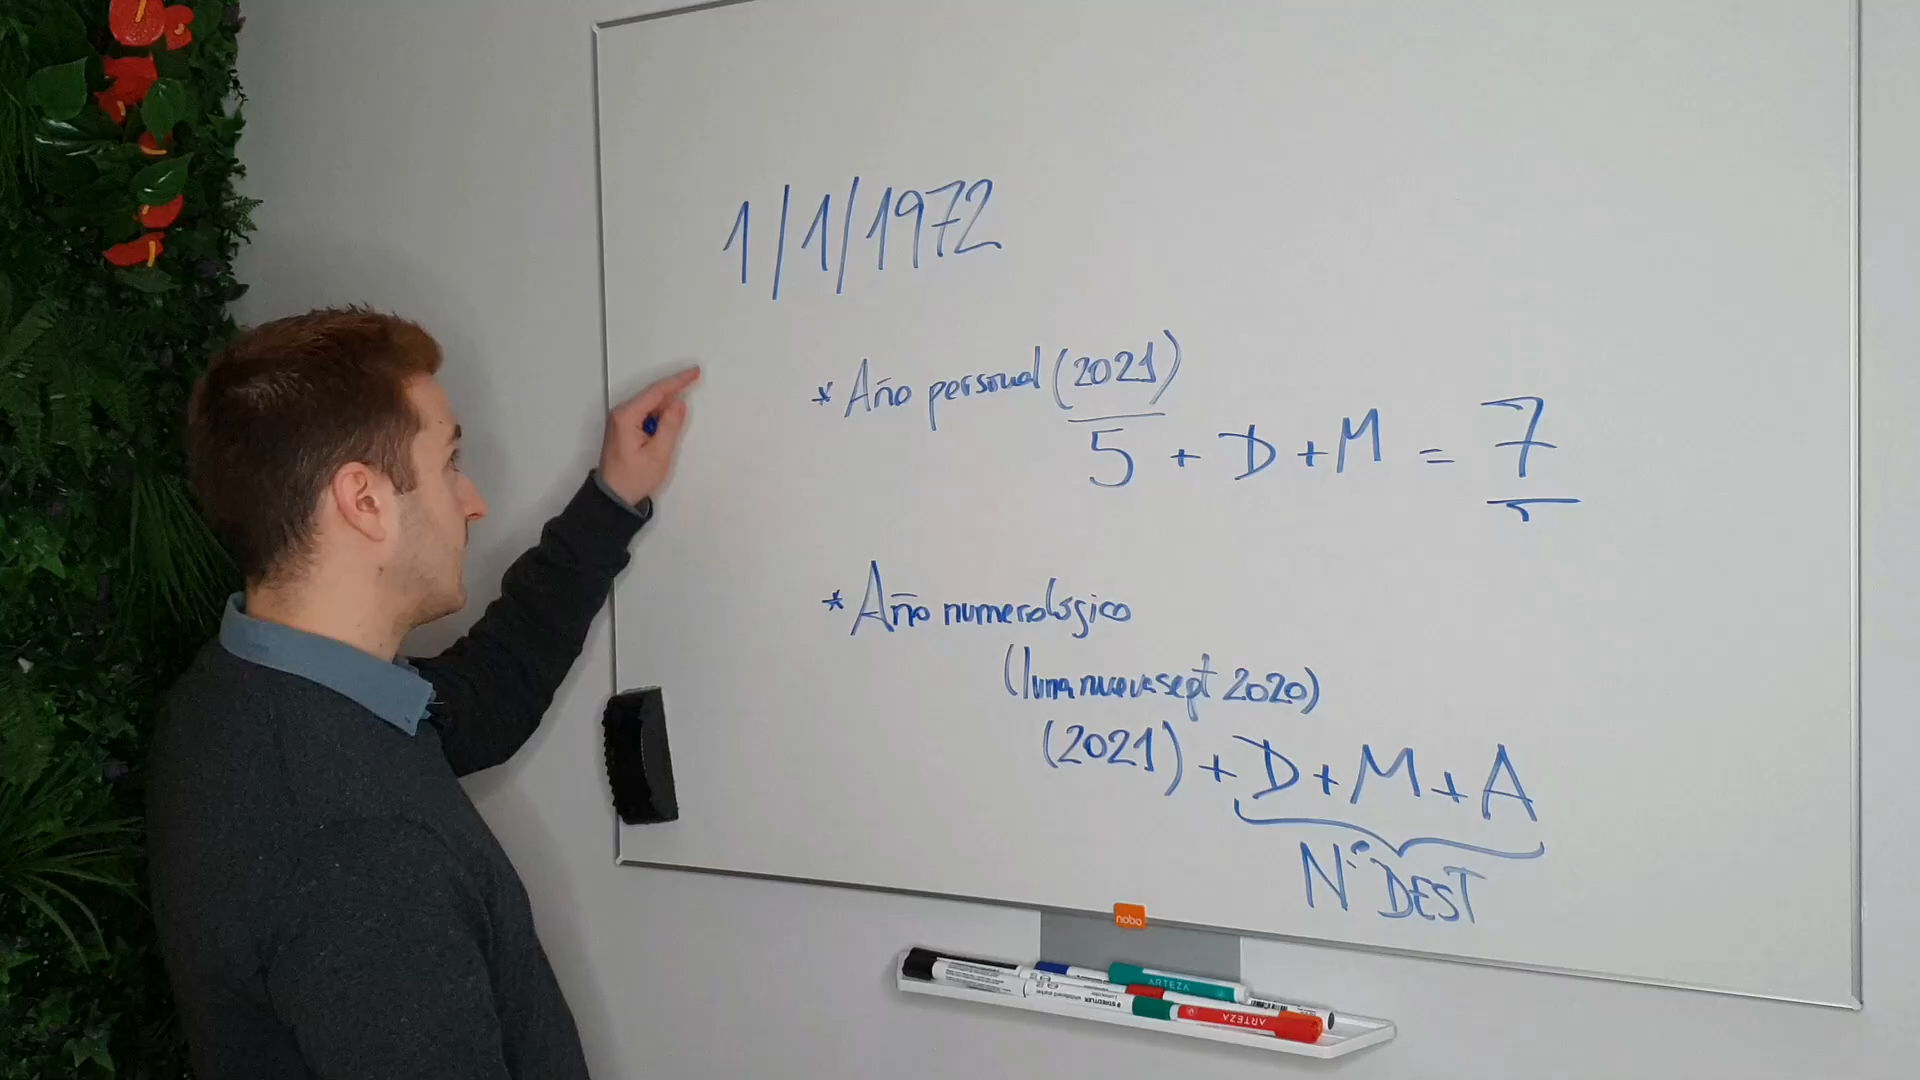 1/1/1972
* Año personal (2021)
5 + D + M = 7
* Año numerológico
(luna nueva sept 2020)
(2021) + D + M + A
Nº DEST
nobo
ARTEZA
STAEDTLER
ARTEZA